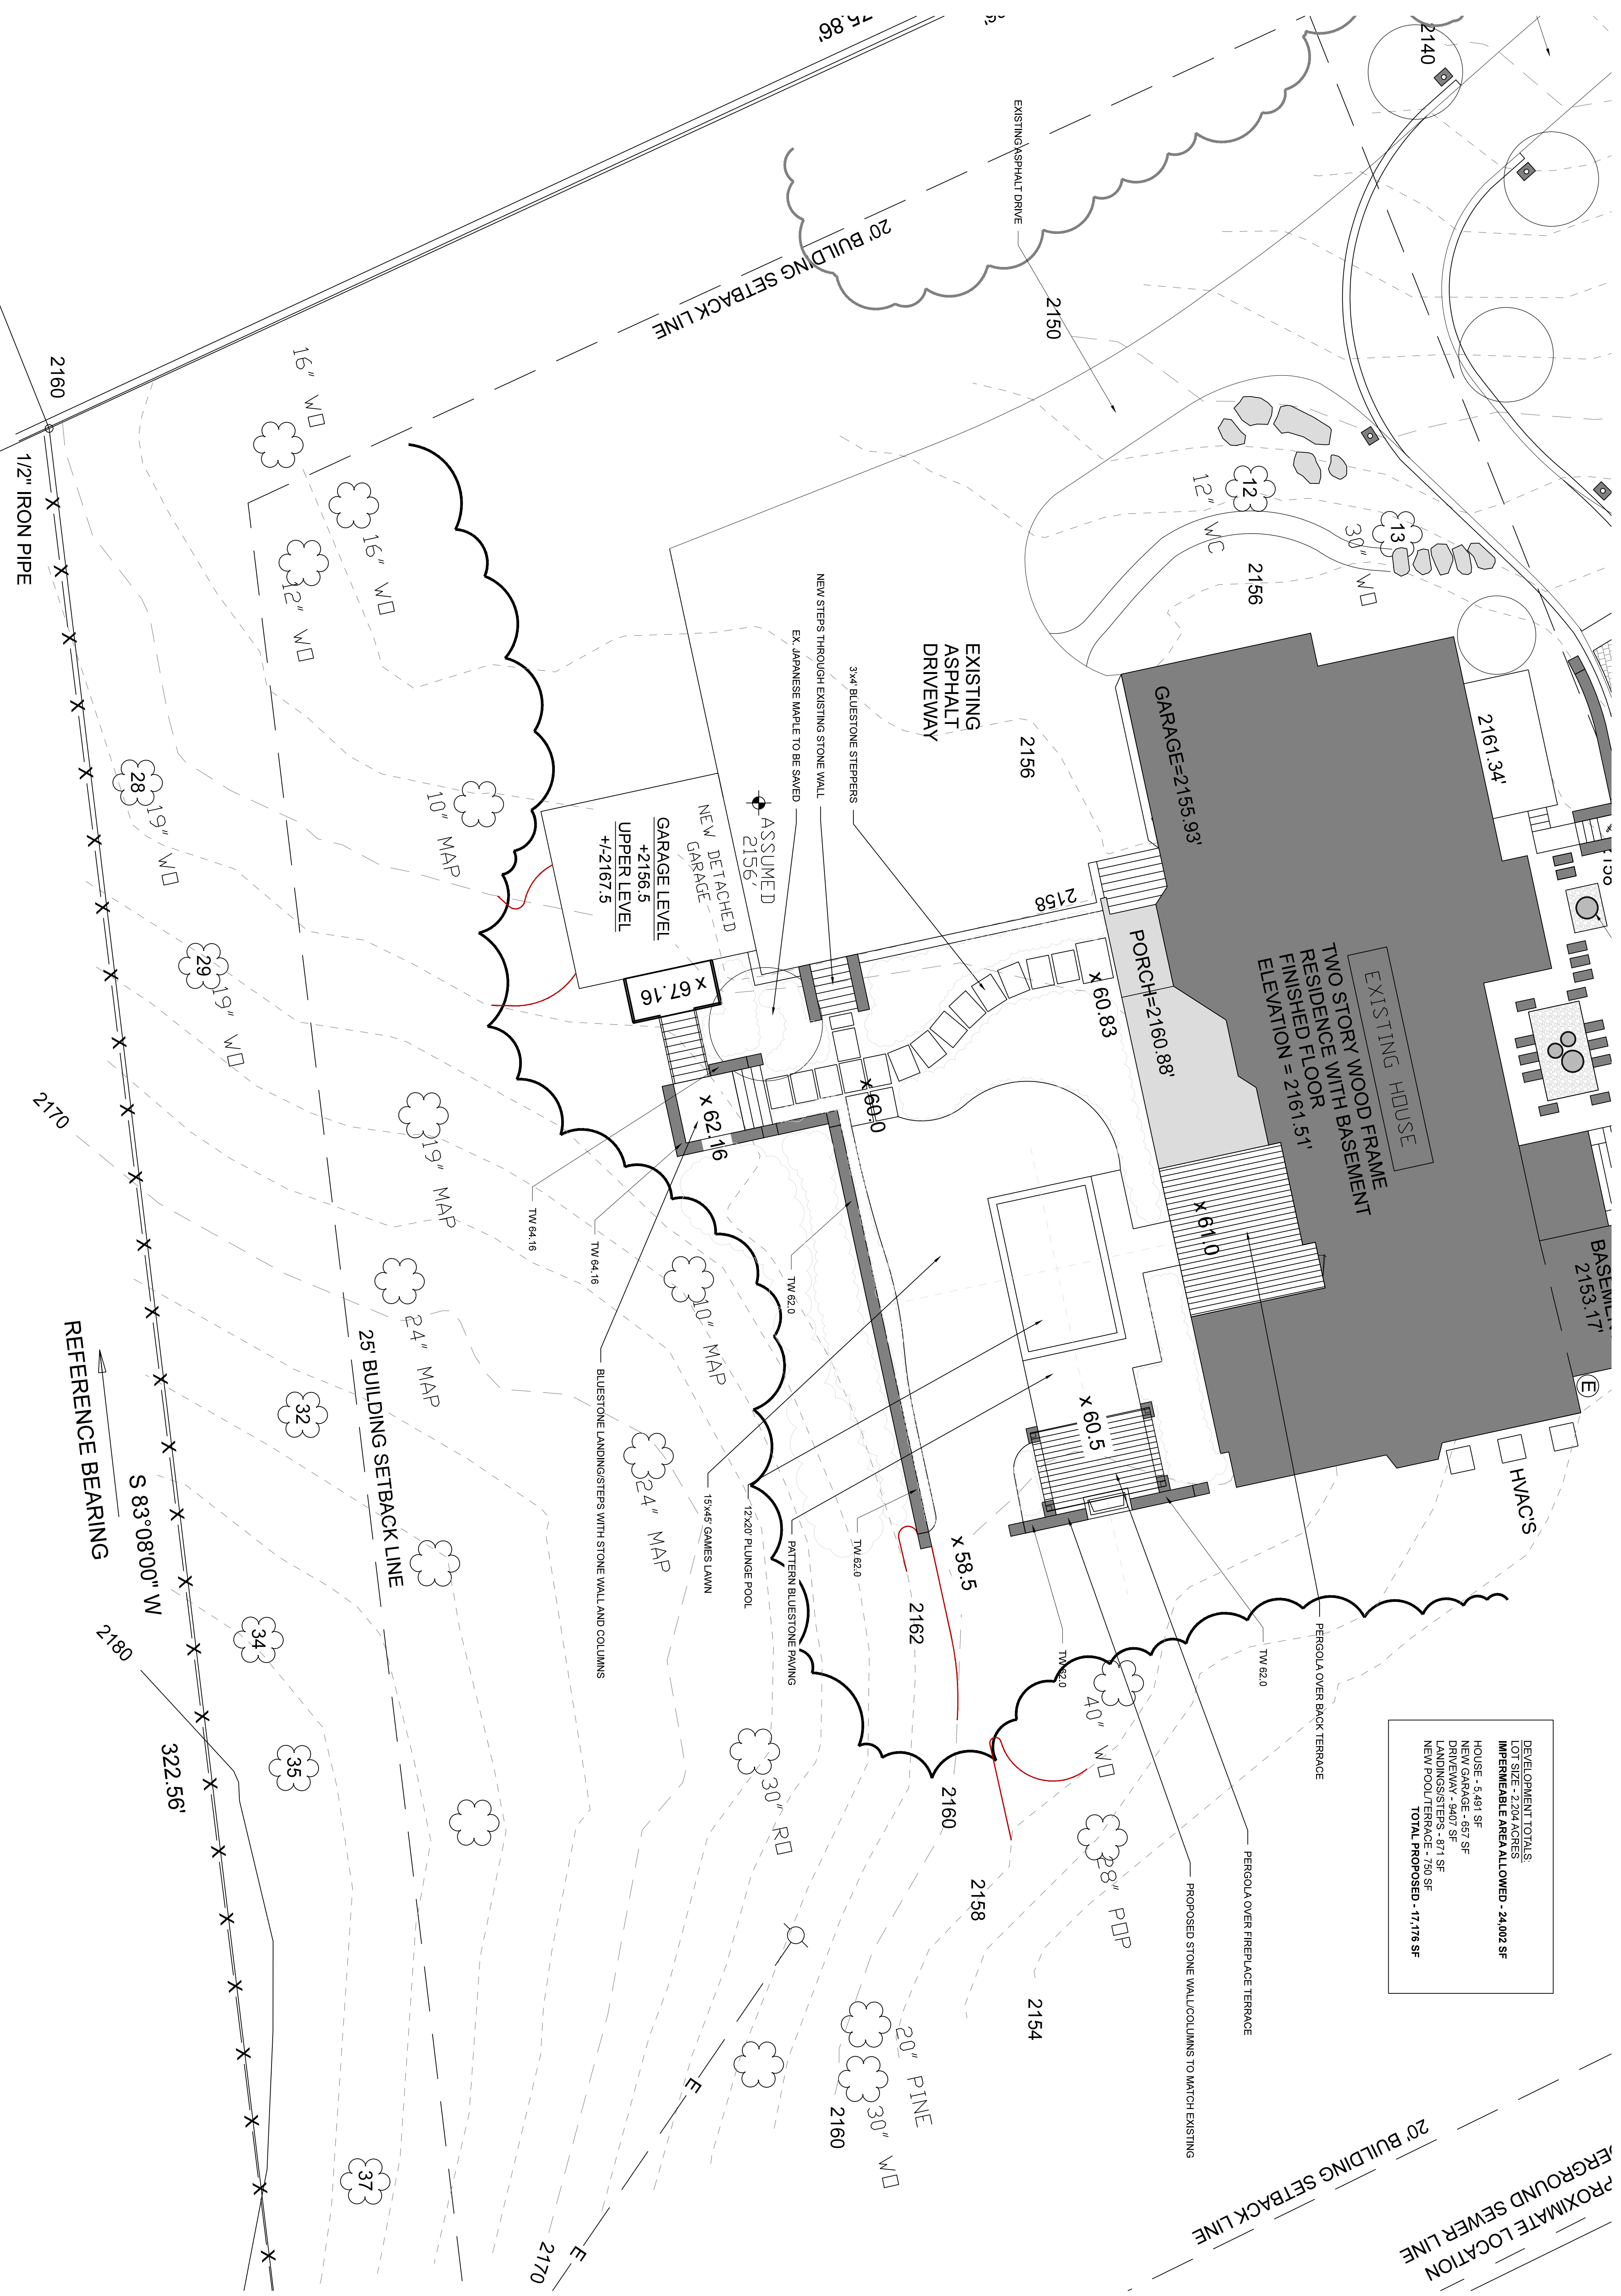 75.86'
2140
EXISTING ASPHALT DRIVE
20' BUILDING SETBACK LINE
2150
2160
1/2" IRON PIPE
16" WO
16" WO
12" WO
12
12" WC
13
30" WO
2156
EXISTING
ASPHALT
DRIVEWAY
2156
NEW STEPS THROUGH EXISTING STONE WALL
EX. JAPANESE MAPLE TO BE SAVED
3'x4' BLUESTONE STEPPERS
GARAGE=2155.93'
2161.34'
28
19" WO
10" MAP
ASSUMED
2156'
NEW DETACHED
GARAGE
GARAGE LEVEL
+2156.5
UPPER LEVEL
+/-2167.5
2158
2158
PORCH=2160.88'
EXISTING HOUSE
TWO STORY WOOD FRAME
RESIDENCE WITH BASEMENT
FINISHED FLOOR
ELEVATION = 2161.51'
x 67.16
x 60.83
x 60.0
x 62.16
x 61.0
x 60.5
x 58.5
29
19" WO
19" MAP
2170
TW 64.16
TW 64.16
TW 62.0
10" MAP
24" MAP
24" MAP
BLUESTONE LANDING/STEPS WITH STONE WALL AND COLUMNS
15'x45' GAMES LAWN
12'x20' PLUNGE POOL
PATTERN BLUESTONE PAVING
TW 62.0
TW 62.0
TW 62.0
PERGOLA OVER BACK TERRACE
PERGOLA OVER FIREPLACE TERRACE
PROPOSED STONE WALL/COLUMNS TO MATCH EXISTING
2153.17'
E
HVAC'S
32
25' BUILDING SETBACK LINE
REFERENCE BEARING
S 83°08'00" W
322.56'
2180
34
35
37
2162
2160
2158
2154
40" WO
28" POP
30" RO
20" PINE
30" WO
2160
2170
E
E
DEVELOPMENT TOTALS:
LOT SIZE - 2.204 ACRES
IMPERMEABLE AREA ALLOWED - 24,002 SF
HOUSE - 5,491 SF
NEW GARAGE - 657 SF
DRIVEWAY - 9407 SF
LANDINGS/STEPS - 871 SF
NEW POOL/TERRACE - 750 SF
TOTAL PROPOSED - 17,176 SF
20' BUILDING SETBACK LINE
PROXIMATE LOCATION
ERGROUND SEWER LINE